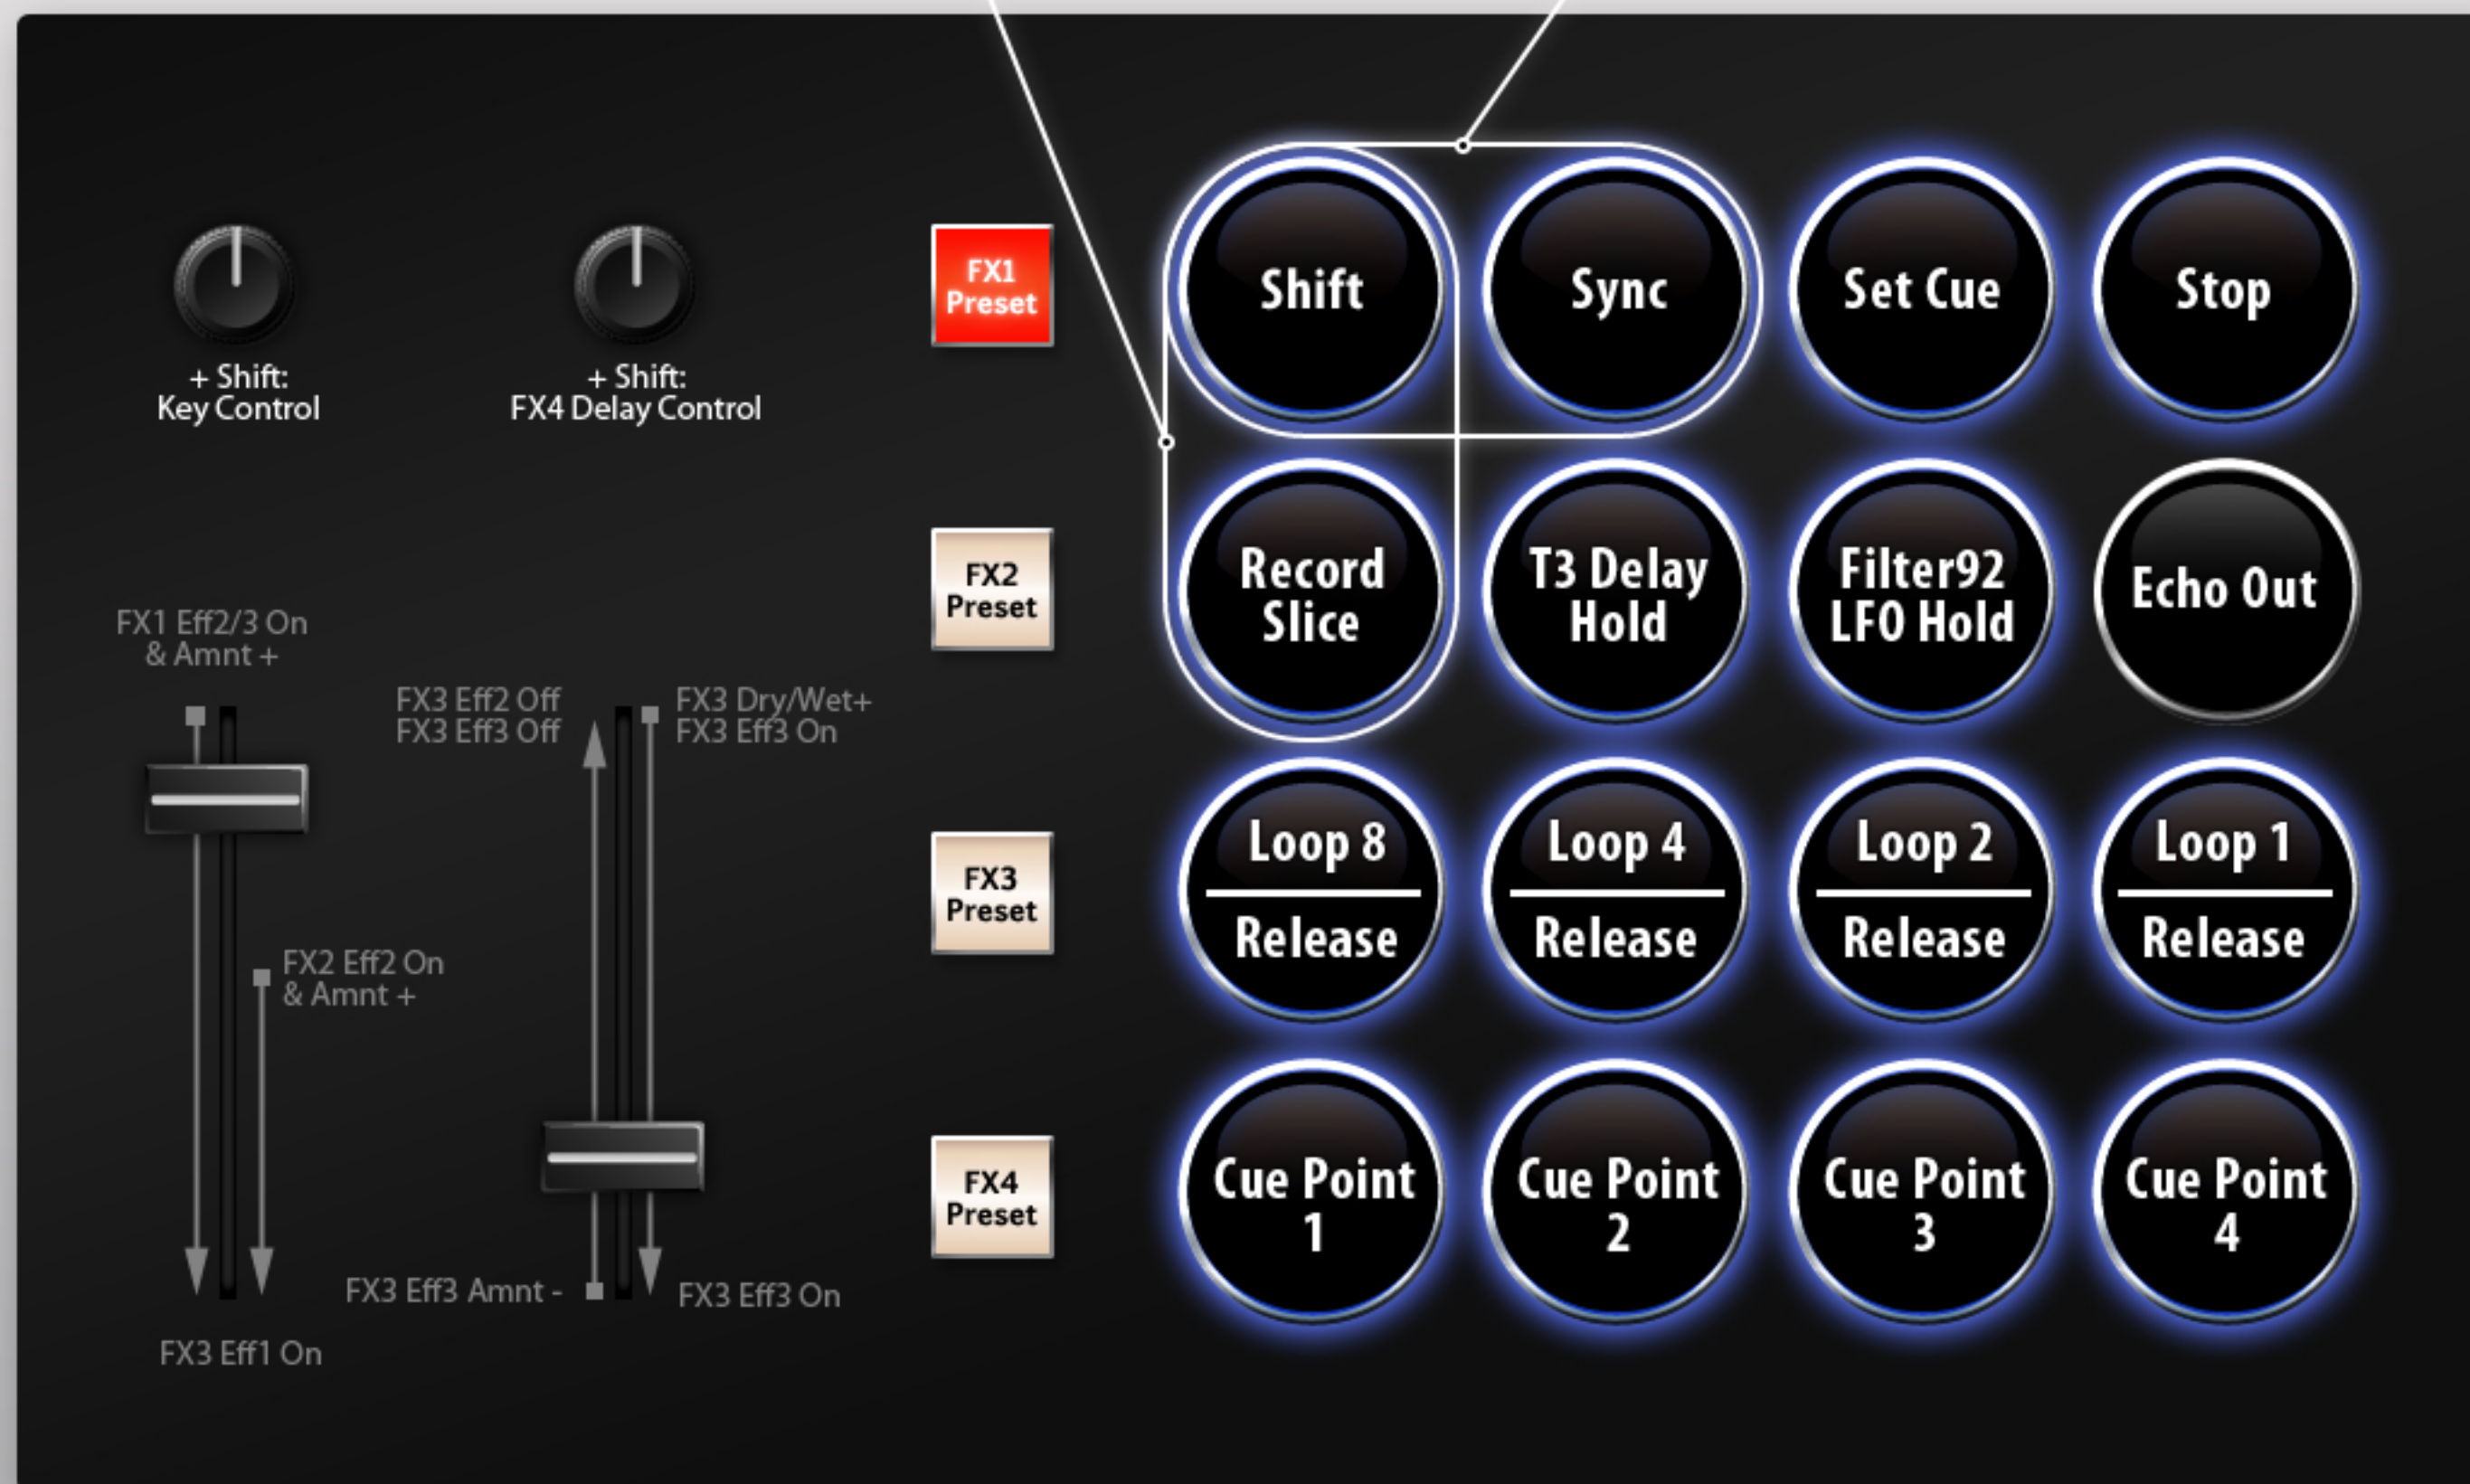 + Shift:
Key Control
+ Shift:
FX4 Delay Control
FX1 Eff2/3 On
& Amnt +
FX3 Eff2 Off
FX3 Eff3 Off
FX3 Dry/Wet+
FX3 Eff3 On
FX2 Eff2 On
& Amnt +
FX3 Eff3 Amnt -
FX3 Eff3 On
FX3 Eff1 On
FX1
Preset
FX2
Preset
FX3
Preset
FX4
Preset
Shift
Sync
Set Cue
Stop
Record
Slice
T3 Delay
Hold
Filter92
LFO Hold
Echo Out
Loop 8
Release
Loop 4
Release
Loop 2
Release
Loop 1
Release
Cue Point
1
Cue Point
2
Cue Point
3
Cue Point
4